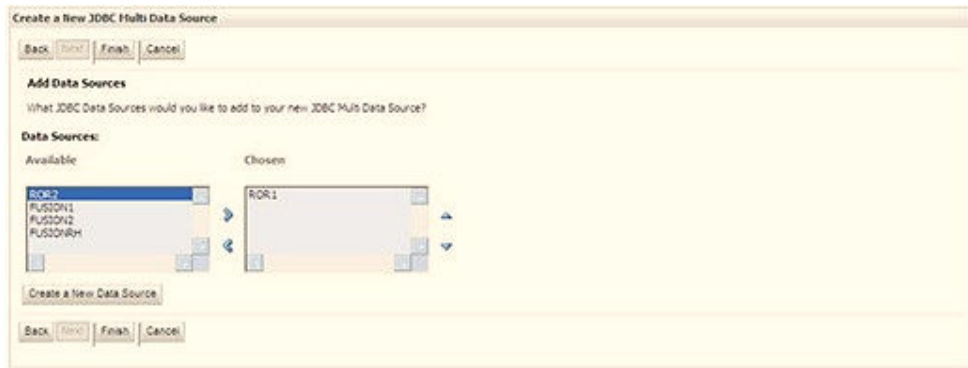 Create a New JDBC Multi Data Source
Back Next Finish Cancel
Add Data Sources
What JDBC Data Sources would you like to add to your new JDBC Multi Data Source?
Data Sources:
Available Chosen
ROR2 ROR1
FUSION1
FUSION2
FUSIONRH
Create a New Data Source
Back Next Finish Cancel